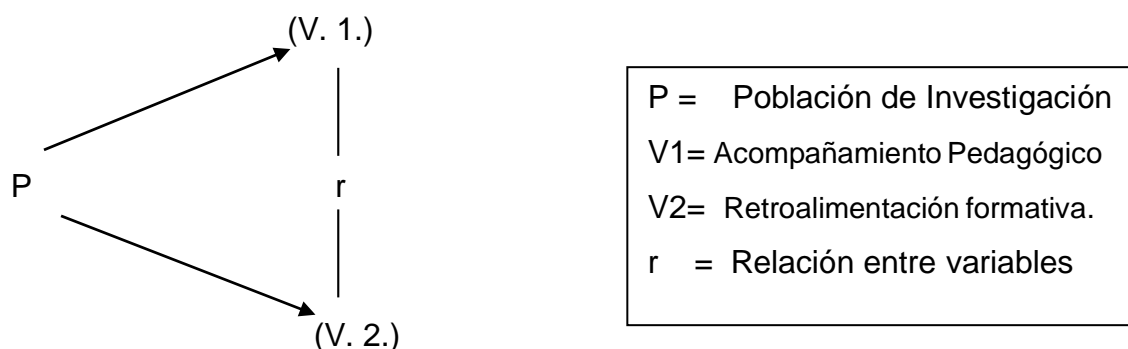 (V. 1.)
P
r
(V. 2.)
P = Población de Investigación
V1= Acompañamiento Pedagógico
V2= Retroalimentación formativa.
r = Relación entre variables